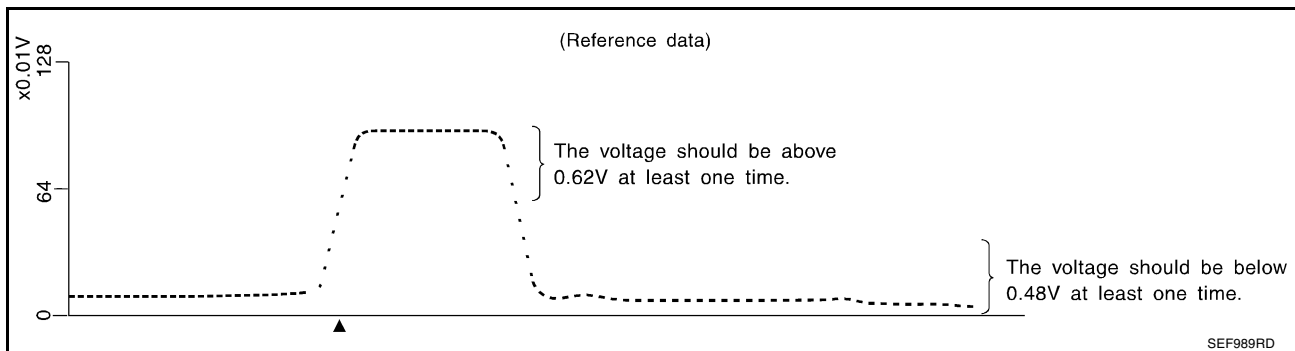 (Reference data)
x0.01V
128
64
0
The voltage should be above
0.62V at least one time.
The voltage should be below
0.48V at least one time.
SEF989RD